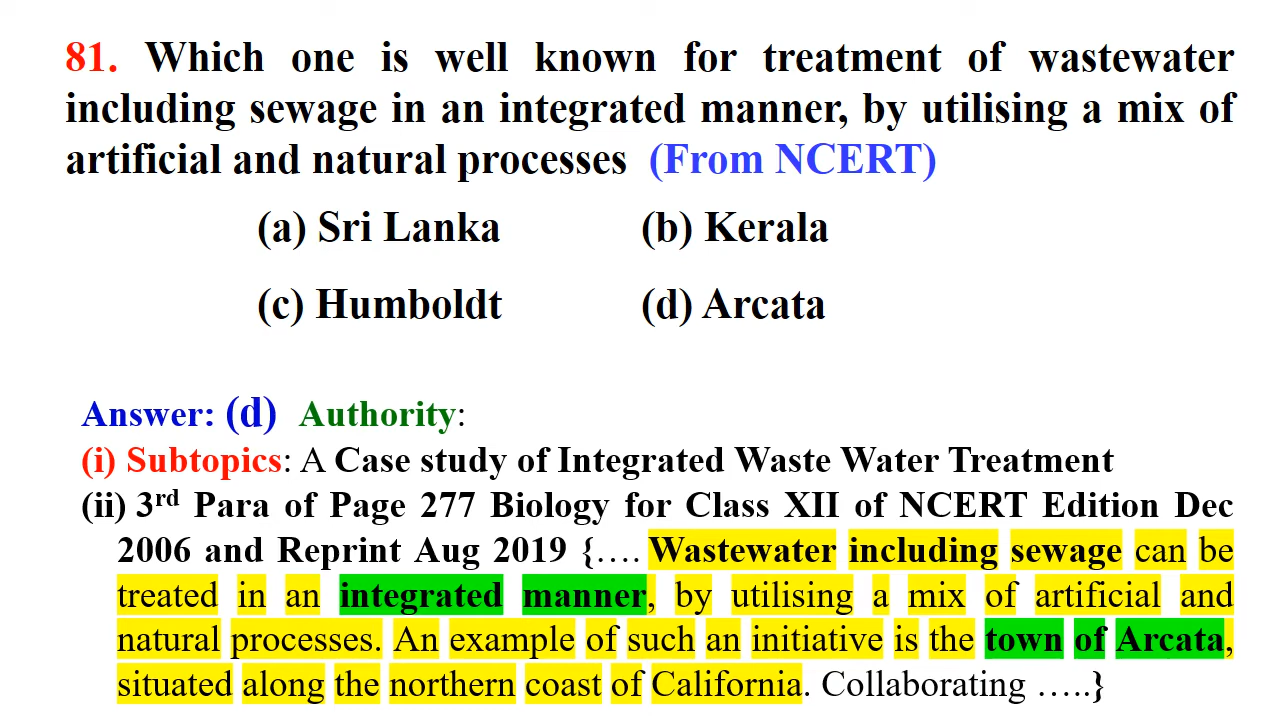 81. Which one is well known for treatment of wastewater
including sewage in an integrated manner, by utilising a mix of
artificial and natural processes (From NCERT)
(a) Sri Lanka (b) Kerala
(c) Humboldt (d) Arcata
Answer: (d) Authority:
(i) Subtopics: A Case study of Integrated Waste Water Treatment
(ii) 3rd Para of Page 277 Biology for Class XII of NCERT Edition Dec
2006 and Reprint Aug 2019 {…. Wastewater including sewage can be
treated in an integrated manner, by utilising a mix of artificial and
natural processes. An example of such an initiative is the town of Arcata,
situated along the northern coast of California. Collaborating …..}